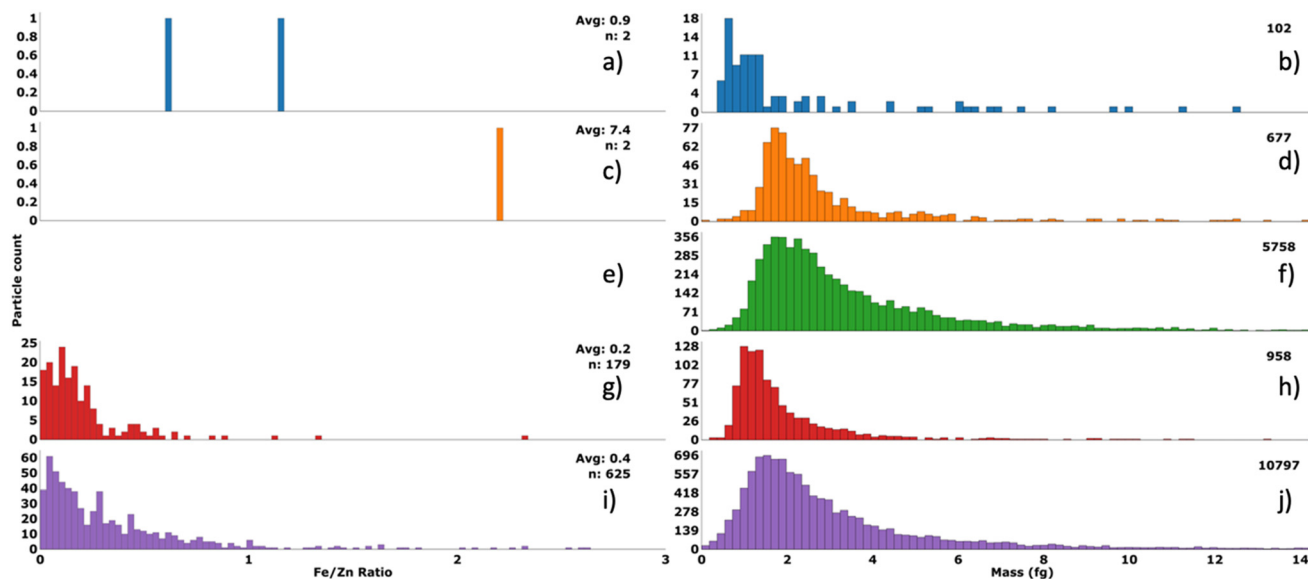 1
0.8
0.6
0.4
0.2
0
Avg: 0.9
n: 2
a)
18
14
11
7
4
0
102
b)
1
0.8
0.6
0.4
0.2
0
Avg: 7.4
n: 2
c)
77
62
46
31
15
0
677
d)
Particle count
e)
356
285
214
142
71
0
5758
f)
25
20
15
10
5
0
Avg: 0.2
n: 179
g)
128
102
77
51
26
0
958
h)
60
50
40
30
20
10
0
Avg: 0.4
n: 625
i)
696
557
418
278
139
0
10797
j)
0 1 2 3
Fe/Zn Ratio
0 2 4 6 8 10 12 14
Mass (fg)